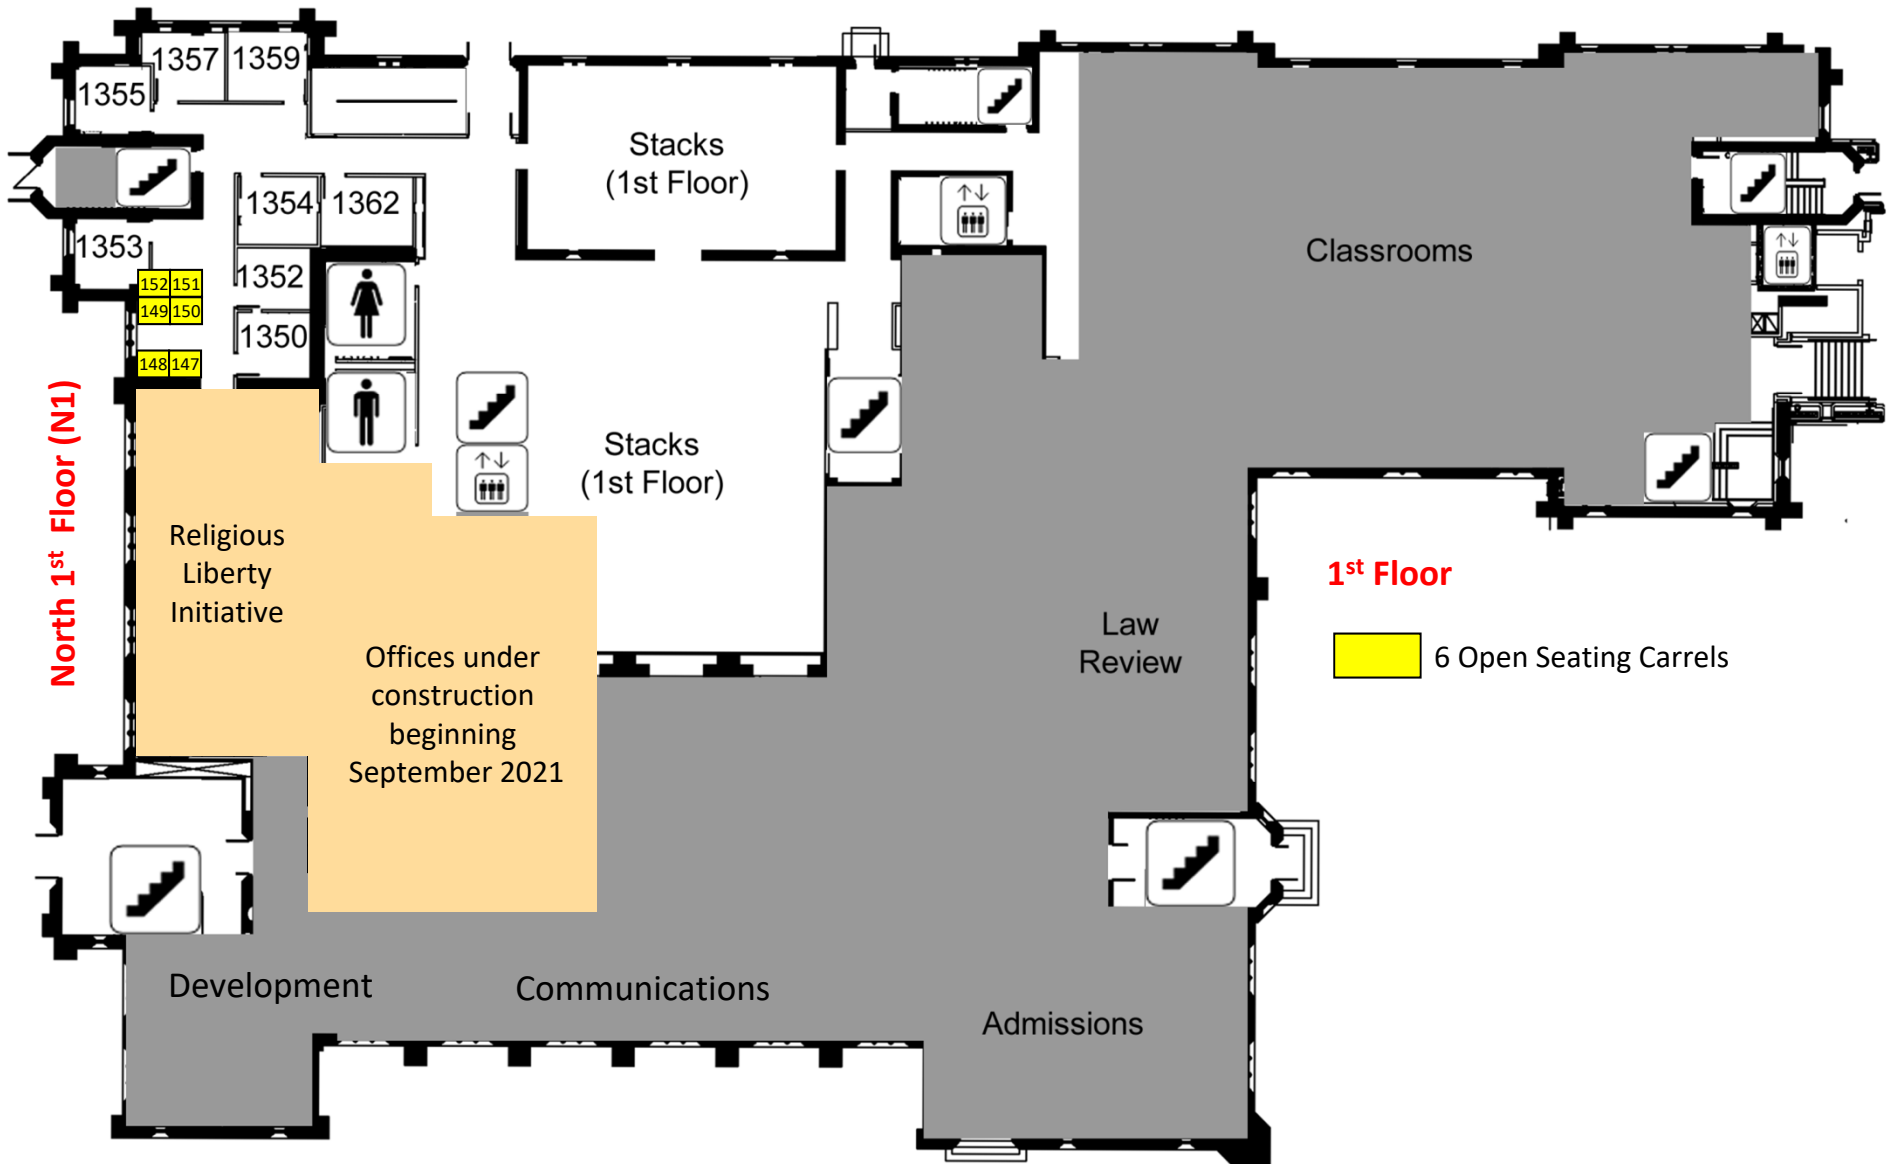 1357
1359
1355
Stacks
(1st Floor)
1354
1362
1353
Classrooms
1352
152
151
149
150
1350
148
147
North 1st Floor (N1)
Stacks
(1st Floor)
Religious
Liberty
Initiative
1st Floor
Law
Review
6 Open Seating Carrels
Offices under
construction
beginning
September 2021
Development
Communications
Admissions